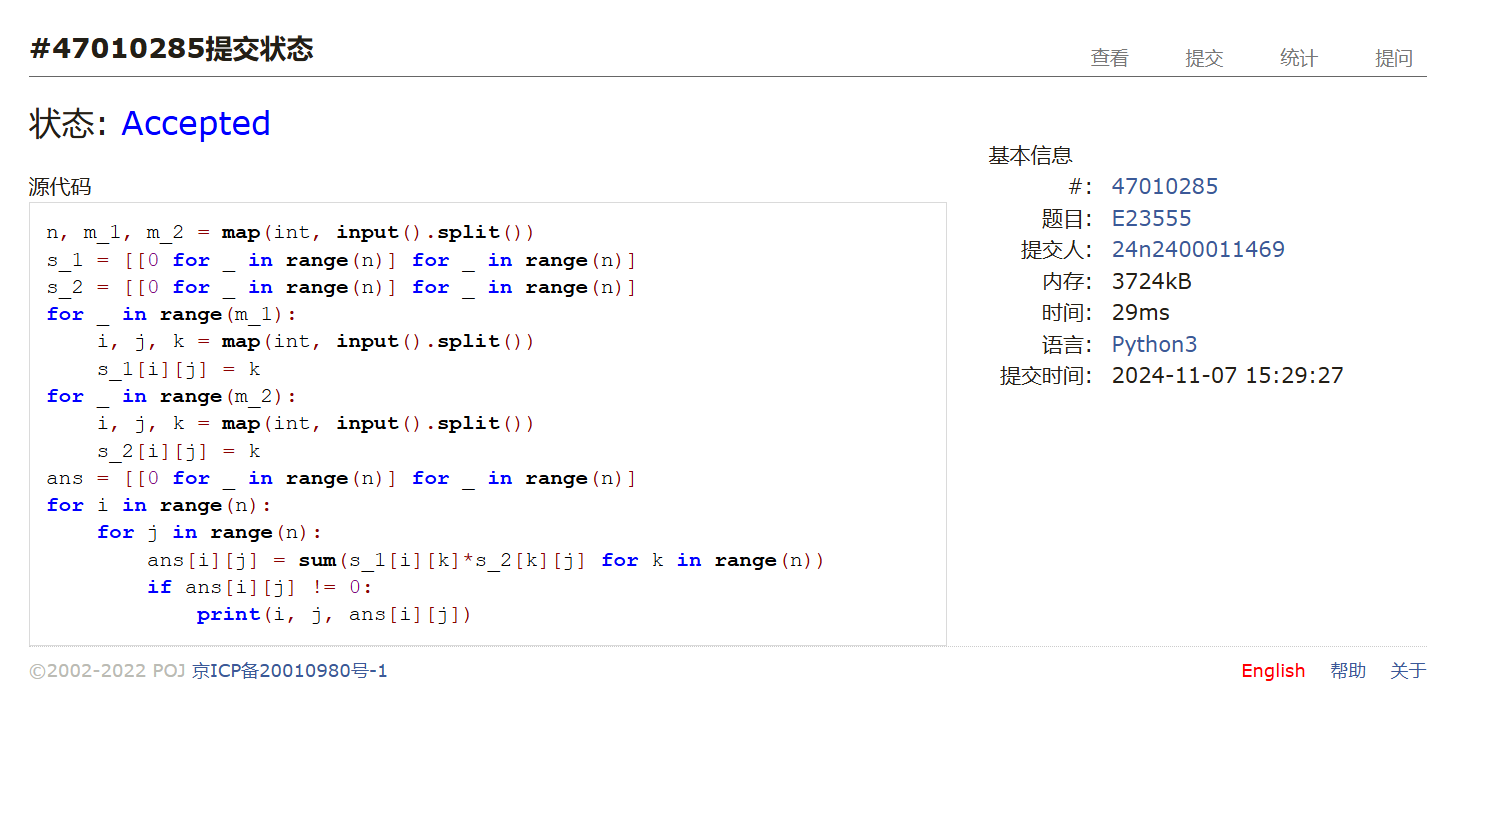 #47010285提交状态
查看 提交 统计 提问
状态: Accepted
源代码
n, m_1, m_2 = map(int, input().split())
s_1 = [[0 for _ in range(n)] for _ in range(n)]
s_2 = [[0 for _ in range(n)] for _ in range(n)]
for _ in range(m_1):
    i, j, k = map(int, input().split())
    s_1[i][j] = k
for _ in range(m_2):
    i, j, k = map(int, input().split())
    s_2[i][j] = k
ans = [[0 for _ in range(n)] for _ in range(n)]
for i in range(n):
    for j in range(n):
        ans[i][j] = sum(s_1[i][k]*s_2[k][j] for k in range(n))
        if ans[i][j] != 0:
            print(i, j, ans[i][j])
基本信息
#: 47010285
题目: E23555
提交人: 24n2400011469
内存: 3724kB
时间: 29ms
语言: Python3
提交时间: 2024-11-07 15:29:27
©2002-2022 POJ 京ICP备20010980号-1
English 帮助 关于